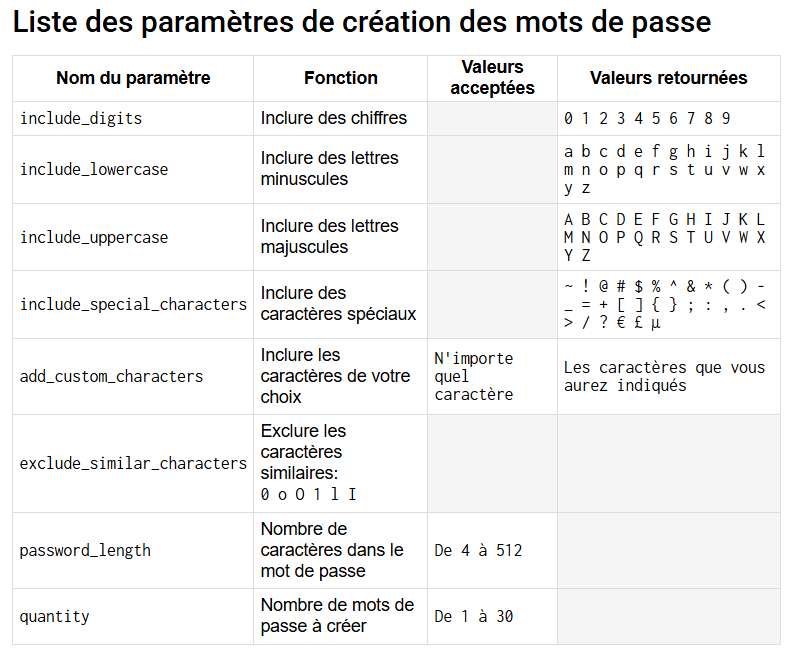 Liste des paramètres de création des mots de passe
Nom du paramètre
Fonction
Valeurs
acceptées
Valeurs retournées
include_digits
Inclure des chiffres
0 1 2 3 4 5 6 7 8 9
include_lowercase
Inclure des lettres
minuscules
a b c d e f g h i j k l
m n o p q r s t u v w x
y z
include_uppercase
Inclure des lettres
majuscules
A B C D E F G H I J K L
M N O P Q R S T U V W X
Y Z
include_special_characters
Inclure des
caractères spéciaux
~ ! @ # $ % ^ & * ( ) -
_ = + [ ] { } ; : , . <
> / ? € £ µ
add_custom_characters
Inclure les
caractères de votre
choix
N'importe
quel
caractère
Les caractères que vous
aurez indiqués
exclude_similar_characters
Exclure les
caractères
similaires:
0 o O 1 l I
password_length
Nombre de
caractères dans le
mot de passe
De 4 à 512
quantity
Nombre de mots de
passe à créer
De 1 à 30